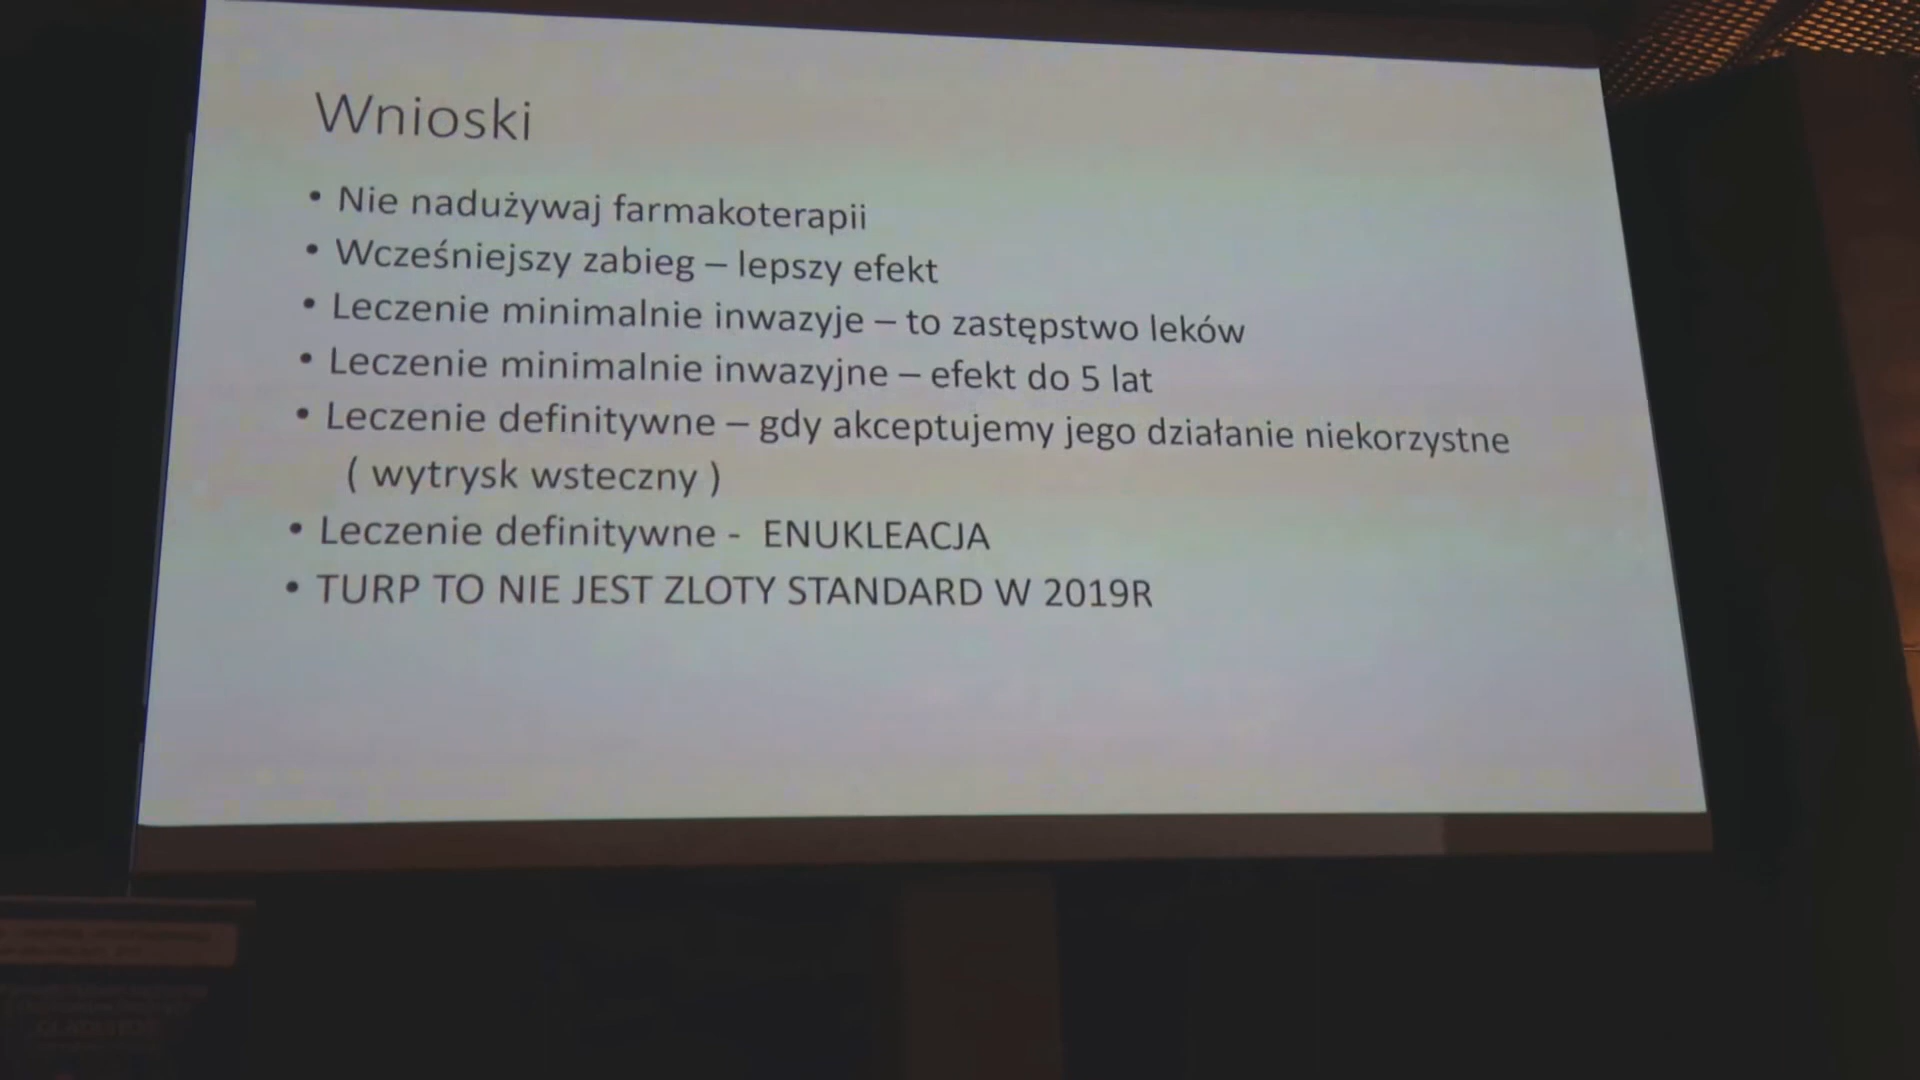 Wnioski
• Nie nadużywaj farmakoterapii
• Wcześniejszy zabieg – lepszy efekt
• Leczenie minimalnie inwazyje – to zastępstwo leków
• Leczenie minimalnie inwazyjne – efekt do 5 lat
• Leczenie definitywne – gdy akceptujemy jego działanie niekorzystne
( wytrysk wsteczny )
• Leczenie definitywne - ENUKLEACJA
• TURP TO NIE JEST ZLOTY STANDARD W 2019R